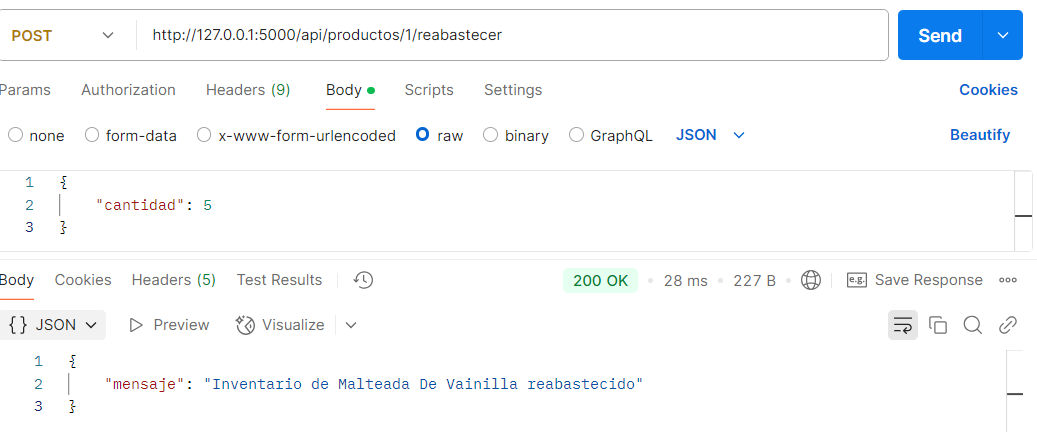 POST http://127.0.0.1:5000/api/productos/1/reabastecer Send
Params Authorization Headers (9) Body Scripts Settings Cookies
none form-data x-www-form-urlencoded raw binary GraphQL JSON Beautify
1 {
2 "cantidad": 5
3 }
Body Cookies Headers (5) Test Results 200 OK 28 ms 227 B e.g. Save Response
{} JSON Preview Visualize
1 {
2 "mensaje": "Inventario de Malteada De Vainilla reabastecido"
3 }